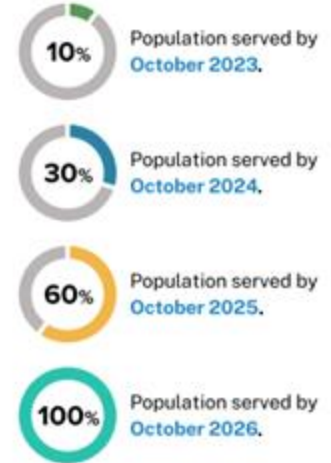 10%
Population served by
October 2023.
30%
Population served by
October 2024.
60%
Population served by
October 2025.
100%
Population served by
October 2026.